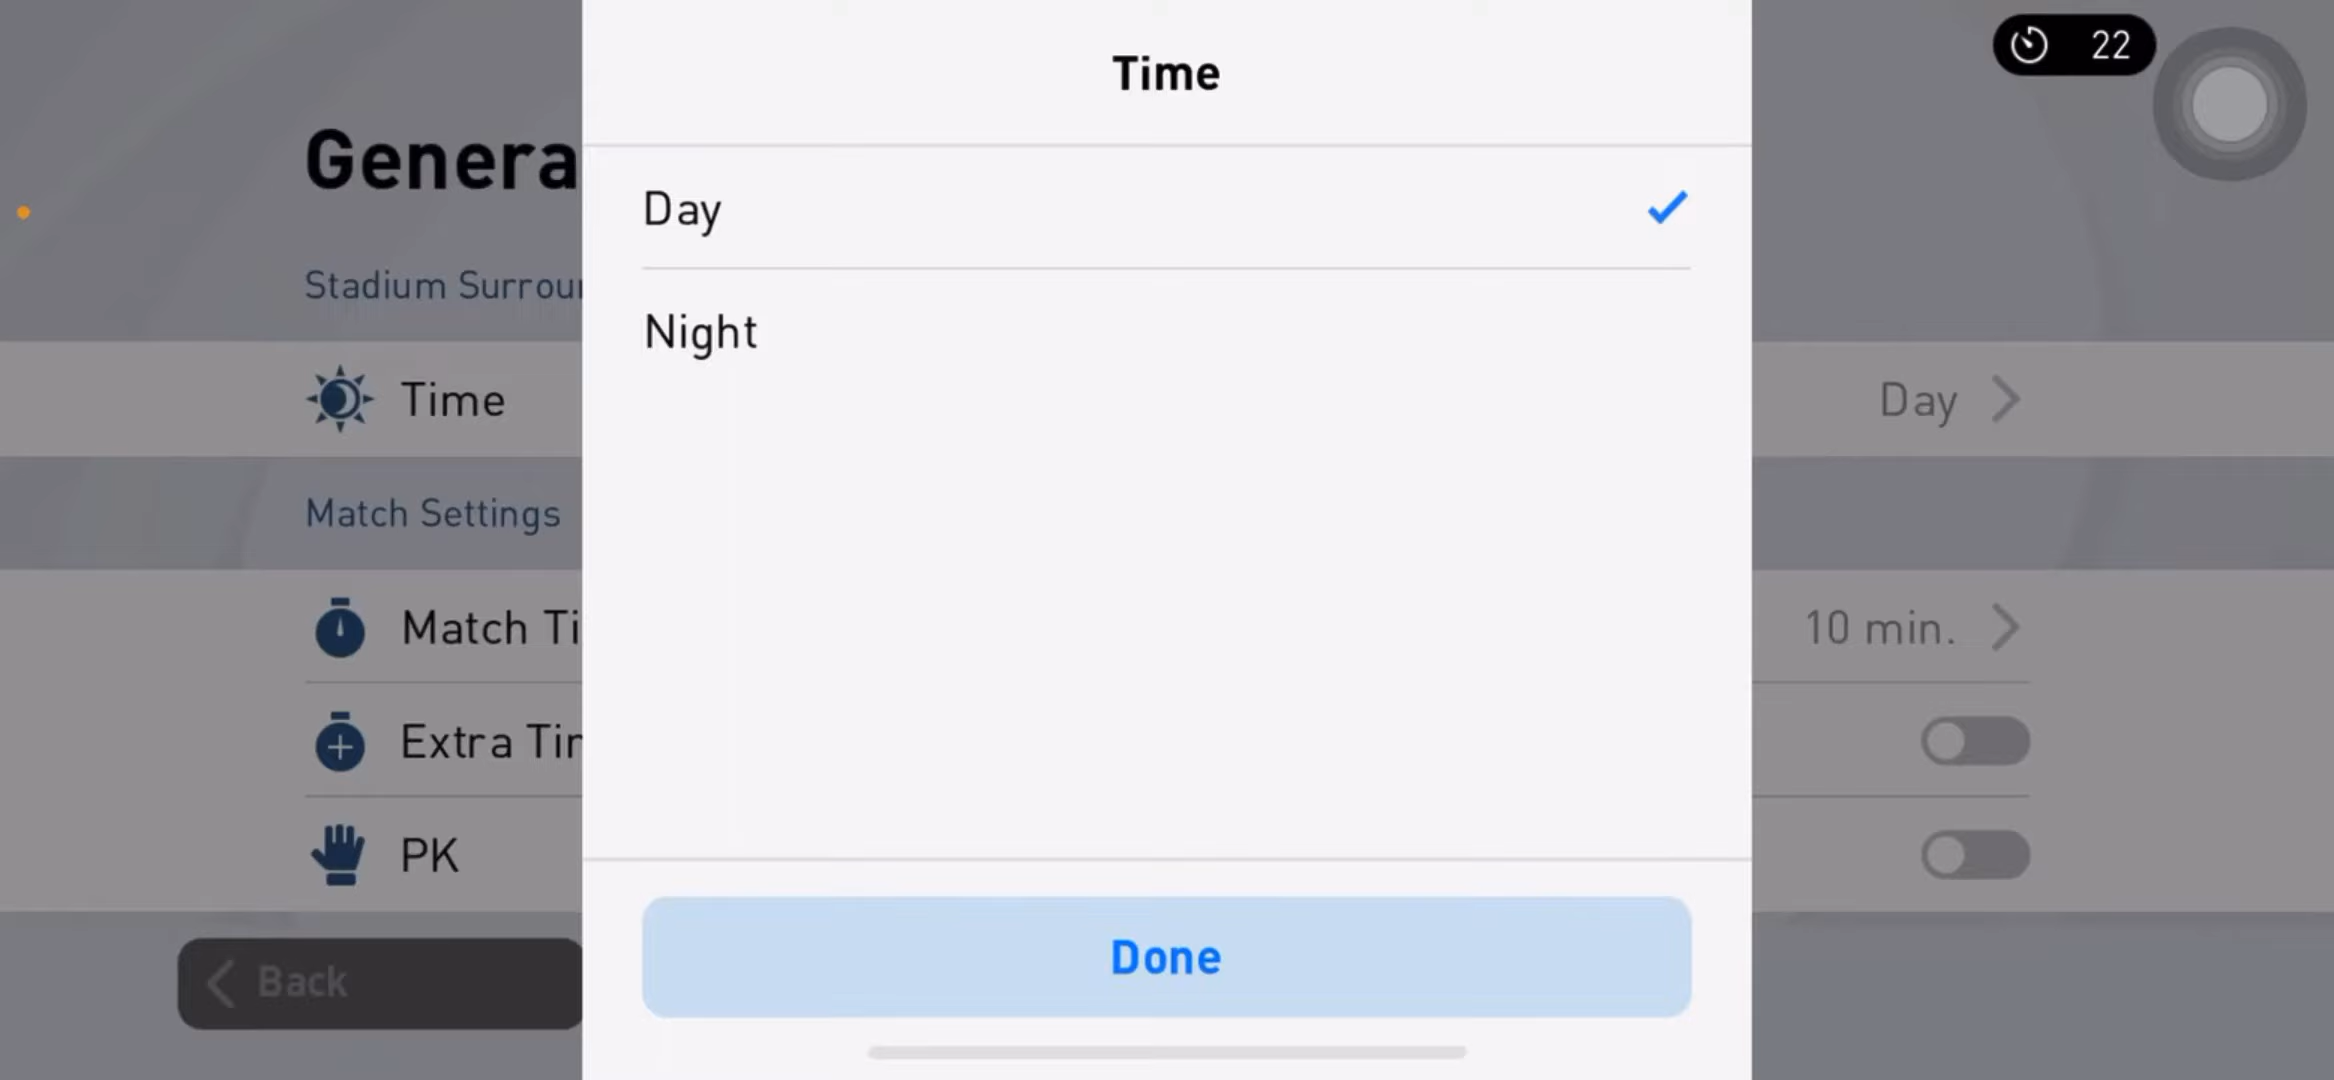 Time
22
Genera
Day
Stadium Surrou
Night
Time
Day
Match Settings
Match Ti
10 min.
Extra Ti
PK
Back
Done